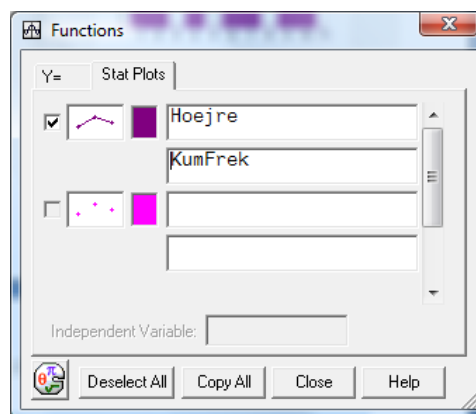 Functions
Y=
Stat Plots
Hoejre
KumFrek
Independent Variable:
Deselect All
Copy All
Close
Help